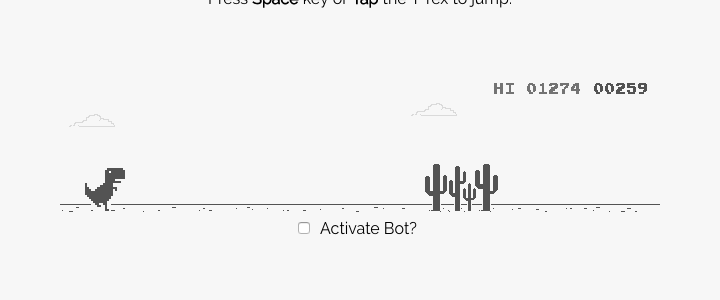 Press Space key or Tap the T-rex to jump.
HI 01274 00259
Activate Bot?